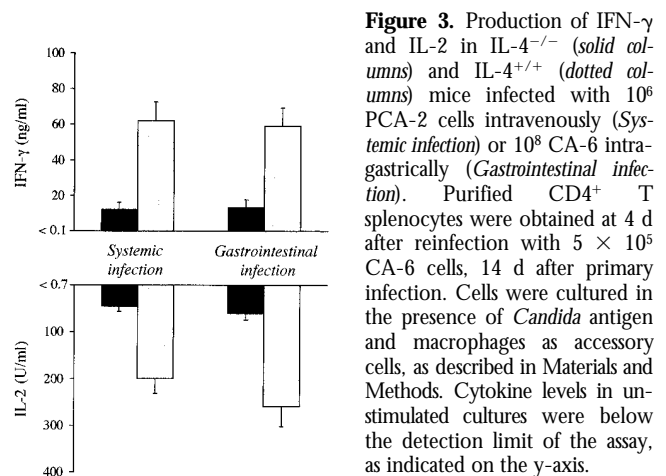 100
80
60
40
20
< 0.1
IFN-γ (ng/ml)
Systemic
infection
Gastrointestinal
infection
< 0.7
100
200
300
400
IL-2 (U/ml)
Figure 3. Production of IFN-γ
and IL-2 in IL-4−/− (solid col-
umns) and IL-4+/+ (dotted col-
umns) mice infected with 10⁶
PCA-2 cells intravenously (Sys-
temic infection) or 10⁸ CA-6 intra-
gastrically (Gastrointestinal infec-
tion). Purified CD4+ T
splenocytes were obtained at 4 d
after reinfection with 5 × 10⁵
CA-6 cells, 14 d after primary
infection. Cells were cultured in
the presence of Candida antigen
and macrophages as accessory
cells, as described in Materials and
Methods. Cytokine levels in un-
stimulated cultures were below
the detection limit of the assay,
as indicated on the y-axis.